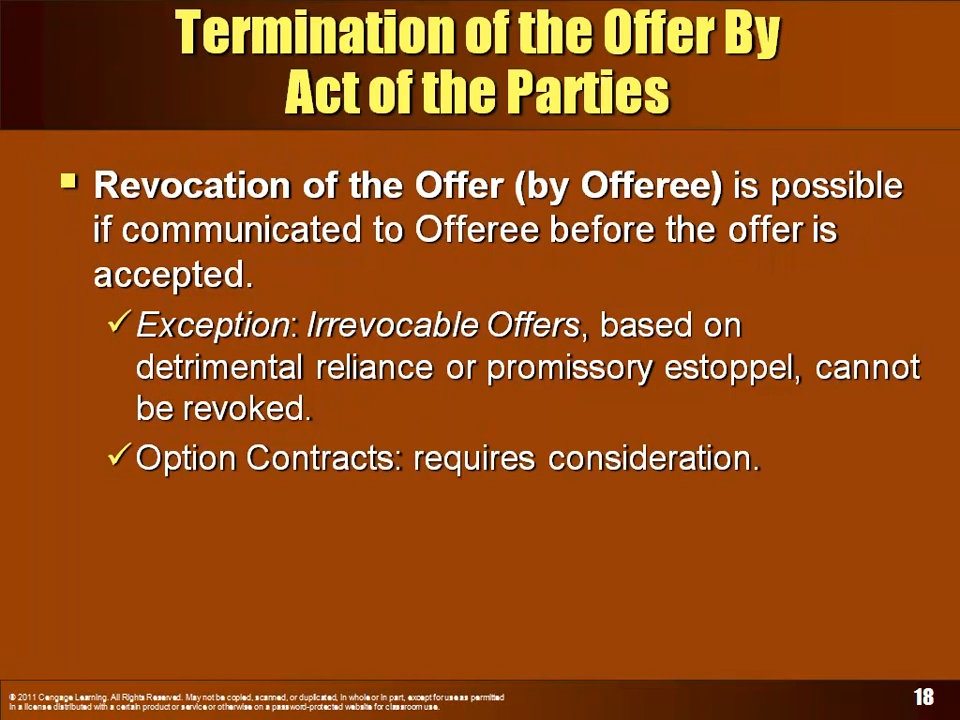 Termination of the Offer By
Act of the Parties
Revocation of the Offer (by Offeree) is possible
if communicated to Offeree before the offer is
accepted.
Exception: Irrevocable Offers, based on
detrimental reliance or promissory estoppel, cannot
be revoked.
Option Contracts: requires consideration.
© 2011 Cengage Learning. All Rights Reserved. May not be copied, scanned, or duplicated, in whole or in part, except for use as permitted
in a license distributed with a certain product or service or otherwise on a password-protected website for classroom use.
18